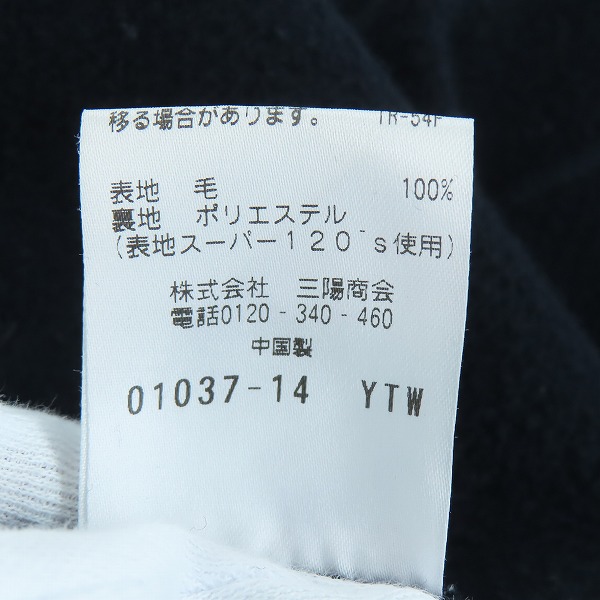 移る場合があります。 TR-54F
表地 毛 100%
裏地 ポリエステル
(表地スーパー120's使用)
株式会社 三陽商会
電話0120-340-460
中国製
01037-14 YTW